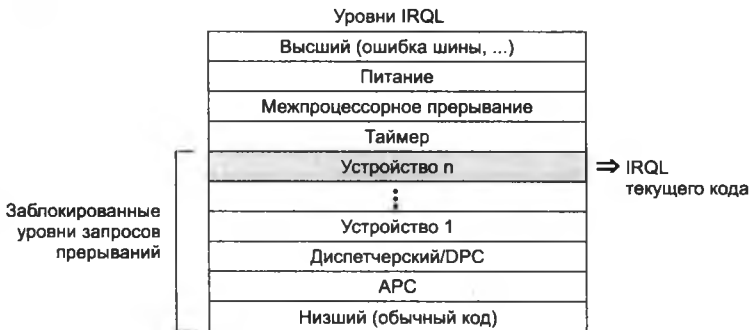 Уровни IRQL
Высший (ошибка шины, ...)
Питание
Межпроцессорное прерывание
Таймер
Устройство n
⇒ IRQL
текущего кода
Заблокированные
уровни запросов
прерываний
Устройство 1
Диспетчерский/DPC
APC
Низший (обычный код)